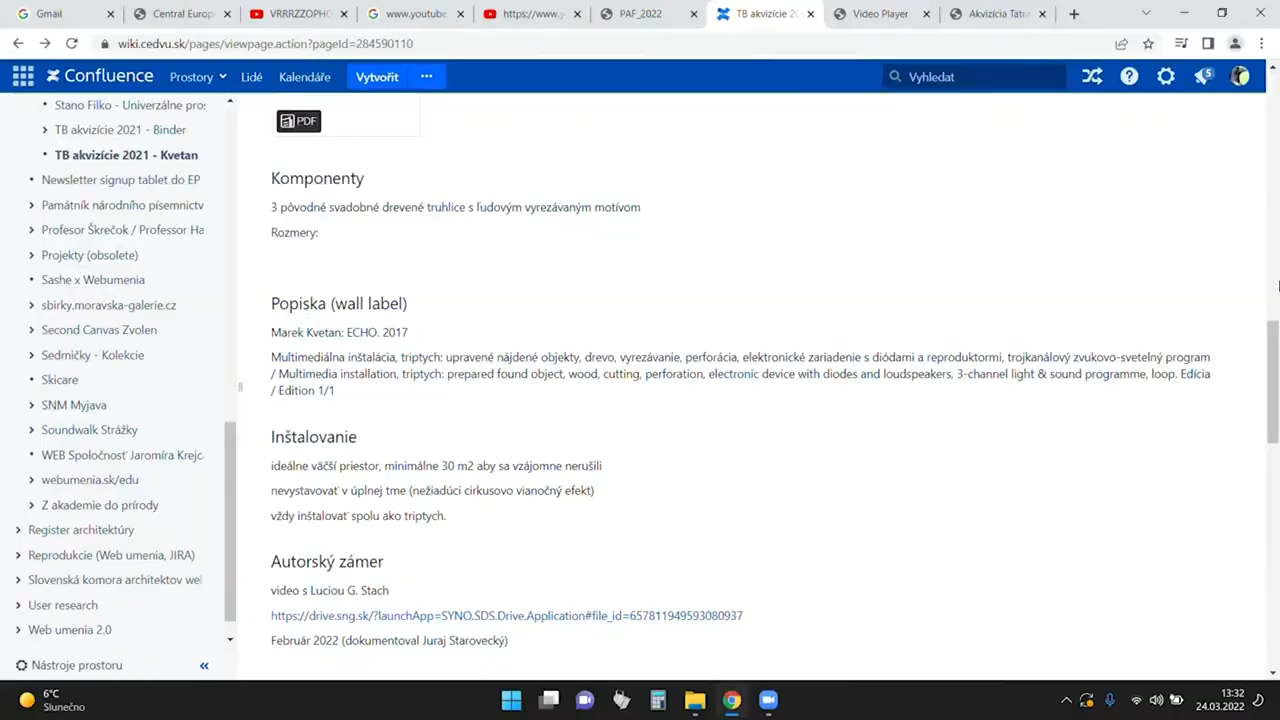 Gmail
Central Europ
VRRRZZOPHO
www.youtube
https://www.y
PAF_2022
TB akvizície 20
Video Player
Akvizícia Tatra
wiki.cedvu.sk/pages/viewpage.action?pageId=284590110
Confluence
Prostory
Lidé
Kalendáře
Vytvořit
Vyhledat
5
Stano Filko - Univerzálne pros
TB akvizície 2021 - Binder
TB akvizície 2021 - Kvetan
Newsletter signup tablet do EP
Památník národního písemnictv
Profesor Škrečok / Professor Ha
Projekty (obsolete)
Sashe x Webumenia
sbirky.moravska-galerie.cz
Second Canvas Zvolen
Sedmičky - Kolekcie
Skicare
SNM Myjava
Soundwalk Strážky
WEB Spoločnosť Jaromíra Krejc
webumenia.sk/edu
Z akademie do prírody
Register architektúry
Reprodukcie (Web umenia, JIRA)
Slovenská komora architektov we
User research
Web umenia 2.0
Nástroje prostoru
PDF
Komponenty
3 pôvodné svadobné drevené truhlice s ľudovým vyrezávaným motívom
Rozmery:
Popiska (wall label)
Marek Kvetan: ECHO. 2017
Multimediálna inštalácia, triptych: upravené nájdené objekty, drevo, vyrezávanie, perforácia, elektronické zariadenie s diódami a reproduktormi, trojkanálový zvukovo-svetelný program
/ Multimedia installation, triptych: prepared found object, wood, cutting, perforation, electronic device with diodes and loudspeakers, 3-channel light & sound programme, loop. Edícia
/ Edition 1/1
Inštalovanie
ideálne väčší priestor, minimálne 30 m2 aby sa vzájomne nerušili
nevystavovať v úplnej tme (nežiadúci cirkusovo vianočný efekt)
vždy inštalovať spolu ako triptych.
Autorský zámer
video s Luciou G. Stach
https://drive.sng.sk/?launchApp=SYNO.SDS.Drive.Application#file_id=657811949593080937
Február 2022 (dokumentoval Juraj Starovecký)
6°C
Slunečno
13:32
24.03.2022